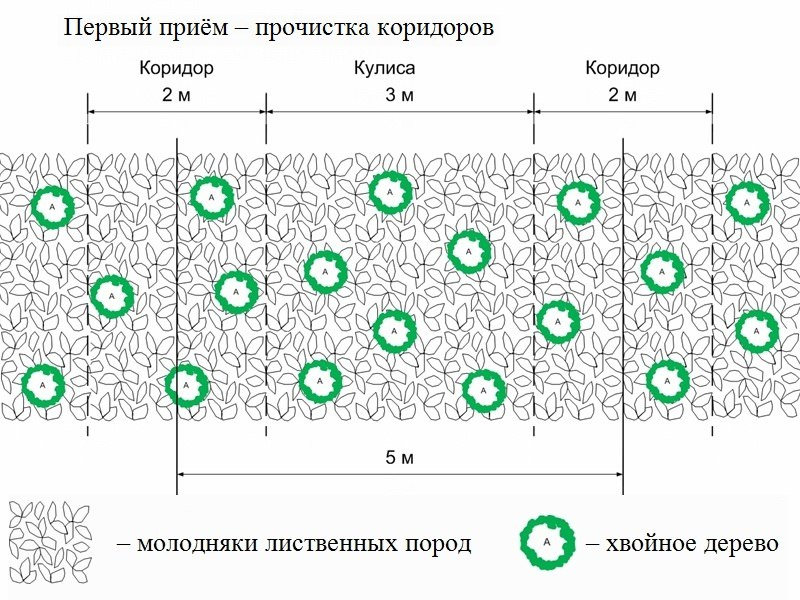 Первый приём – прочистка коридоров
Коридор Кулиса Коридор
2 м 3 м 2 м
А А А А
А А А
А А А
А А А
А А А А А
5 м
– молодняки лиственных пород А – хвойное дерево